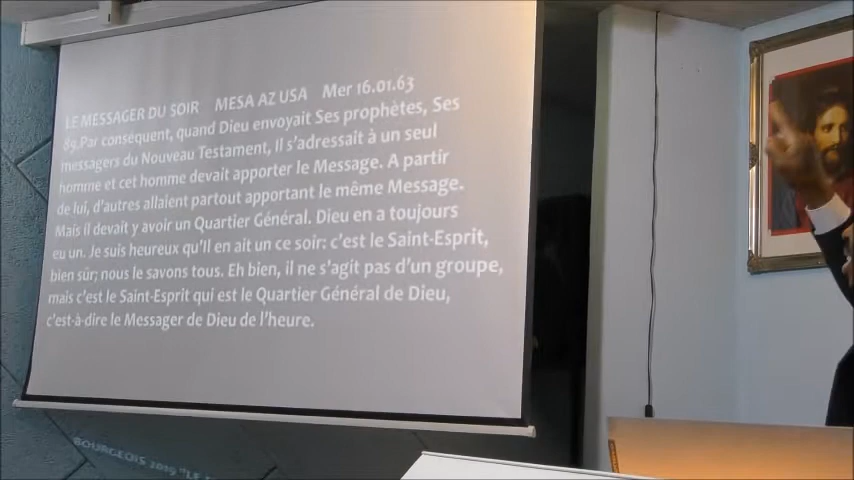 LE MESSAGER DU SOIR MESA AZ USA Mer 16.01.63
89.Par conséquent, quand Dieu envoyait Ses prophètes, Ses
messagers du Nouveau Testament, Il s'adressait à un seul
homme et cet homme devait apporter le Message. A partir
de lui, d'autres allaient partout apportant le même Message.
Mais il devait y avoir un Quartier Général. Dieu en a toujours
eu un. Je suis heureux qu'Il en ait un ce soir: c'est le Saint-Esprit,
bien sûr; nous le savons tous. Eh bien, il ne s'agit pas d'un groupe,
mais c'est le Saint-Esprit qui est le Quartier Général de Dieu,
c'est-à-dire le Messager de Dieu de l'heure.
BOURGEOIS 2019 "LE